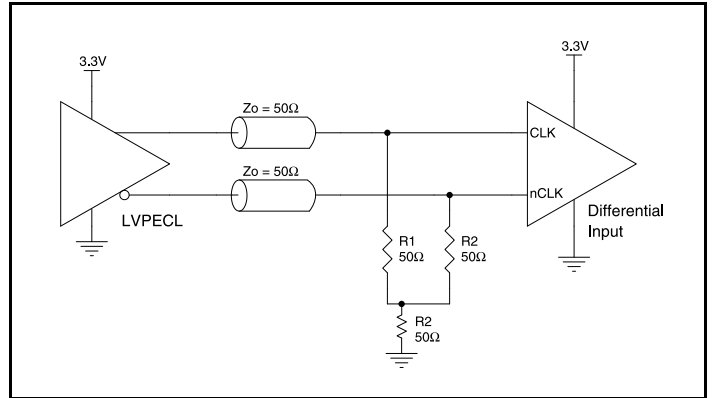 3.3V
3.3V
Zo = 50Ω
CLK
Zo = 50Ω
nCLK
LVPECL
Differential
Input
R1
50Ω
R2
50Ω
R2
50Ω